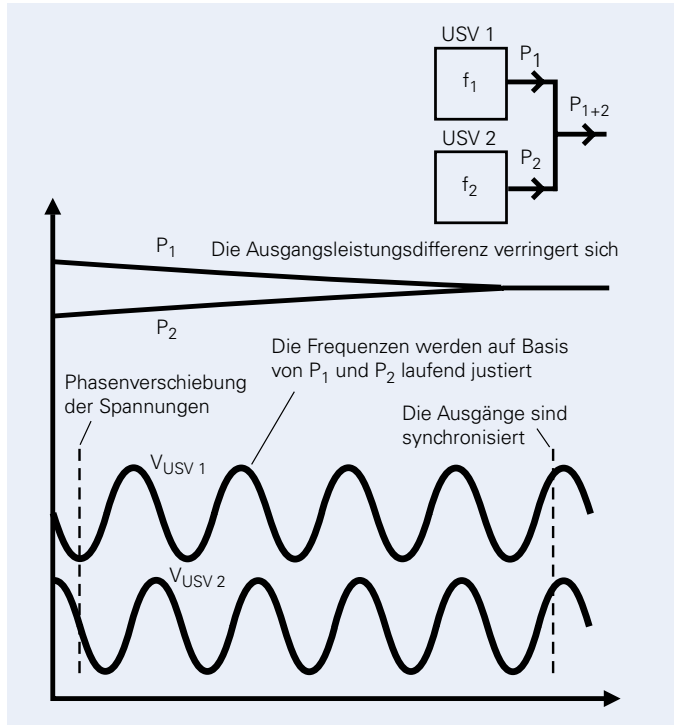 USV 1
P1
f1
P1+2
USV 2
P2
f2
P1
Die Ausgangsleistungsdifferenz verringert sich
P2
Die Frequenzen werden auf Basis
von P1 und P2 laufend justiert
Phasenverschiebung
der Spannungen
Die Ausgänge sind
synchronisiert
VUSV 1
VUSV 2